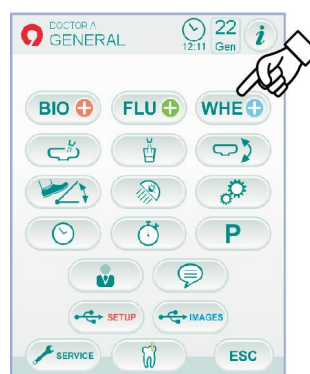 DOCTOR A
GENERAL
12:11
22
Gen
i
BIO
FLU
WHE
P
SETUP
IMAGES
SERVICE
ESC